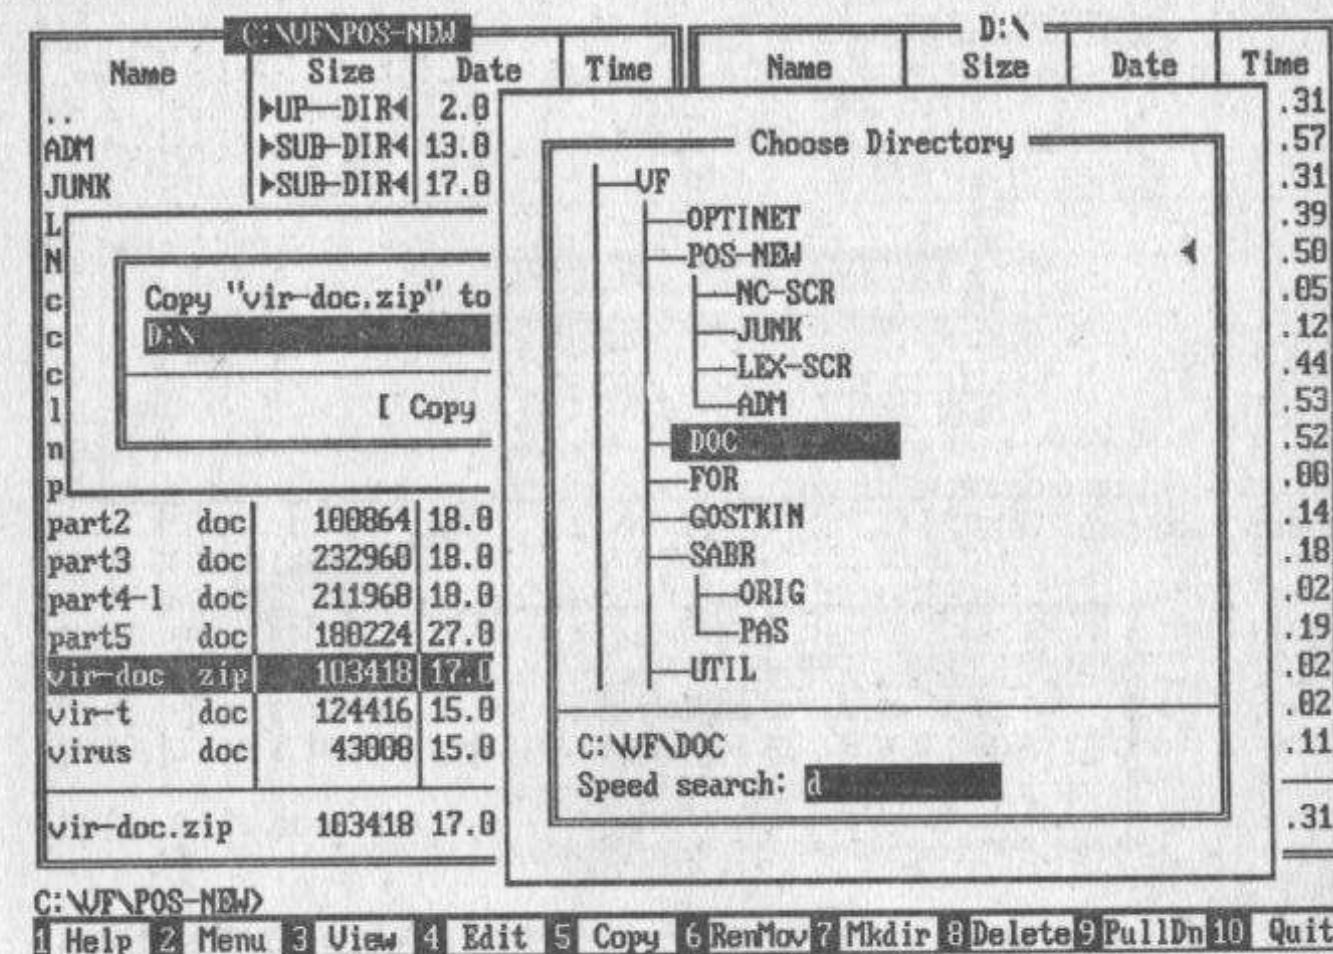 C:\VF\POS-NEW D:\
Name Size Date Time Name Size Date Time
.. ►UP--DIR◄ 2.0 .31
Choose Directory
ADM ►SUB-DIR◄ 13.0 .57
JUNK ►SUB-DIR◄ 17.0 VF .31
L OPTINET .39
N POS-NEW ◄ .50
c Copy "vir-doc.zip" to NC-SCR .05
c D:\ JUNK .12
c LEX-SCR .44
l [ Copy ADM .53
n DOC .52
p FOR .00
part2 doc 100864 18.0 GOSTKIN .14
part3 doc 232960 18.0 SABR .18
part4-l doc 211968 18.0 ORIG .02
part5 doc 180224 27.0 PAS .19
vir-doc zip 103418 17.0 UTIL .02
vir-t doc 124416 15.0 .02
virus doc 43008 15.0 C:\VF\DOC .11
Speed search: d
vir-doc.zip 103418 17.0 .31
C:\VF\POS-NEW>
1 Help 2 Menu 3 View 4 Edit 5 Copy 6 RenMov 7 Mkdir 8 Delete 9 PullDn 10 Quit